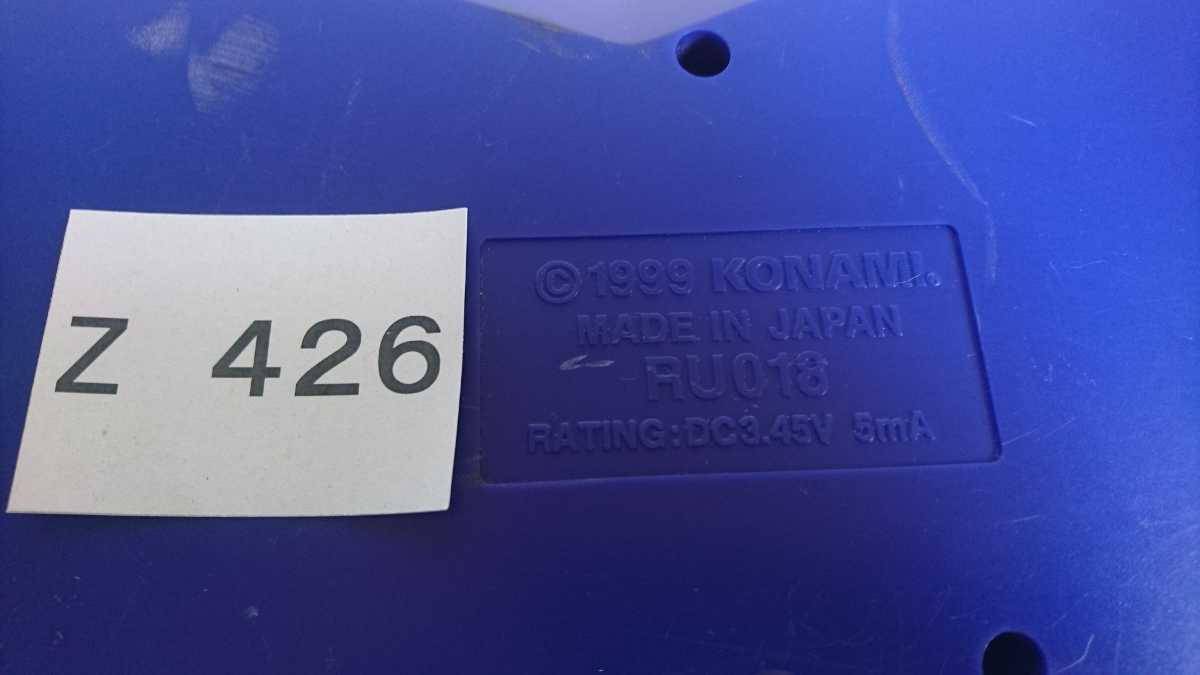 Z 426
©1999 KONAMI.
MADE IN JAPAN
RU018
RATING:DC3.45V 5mA